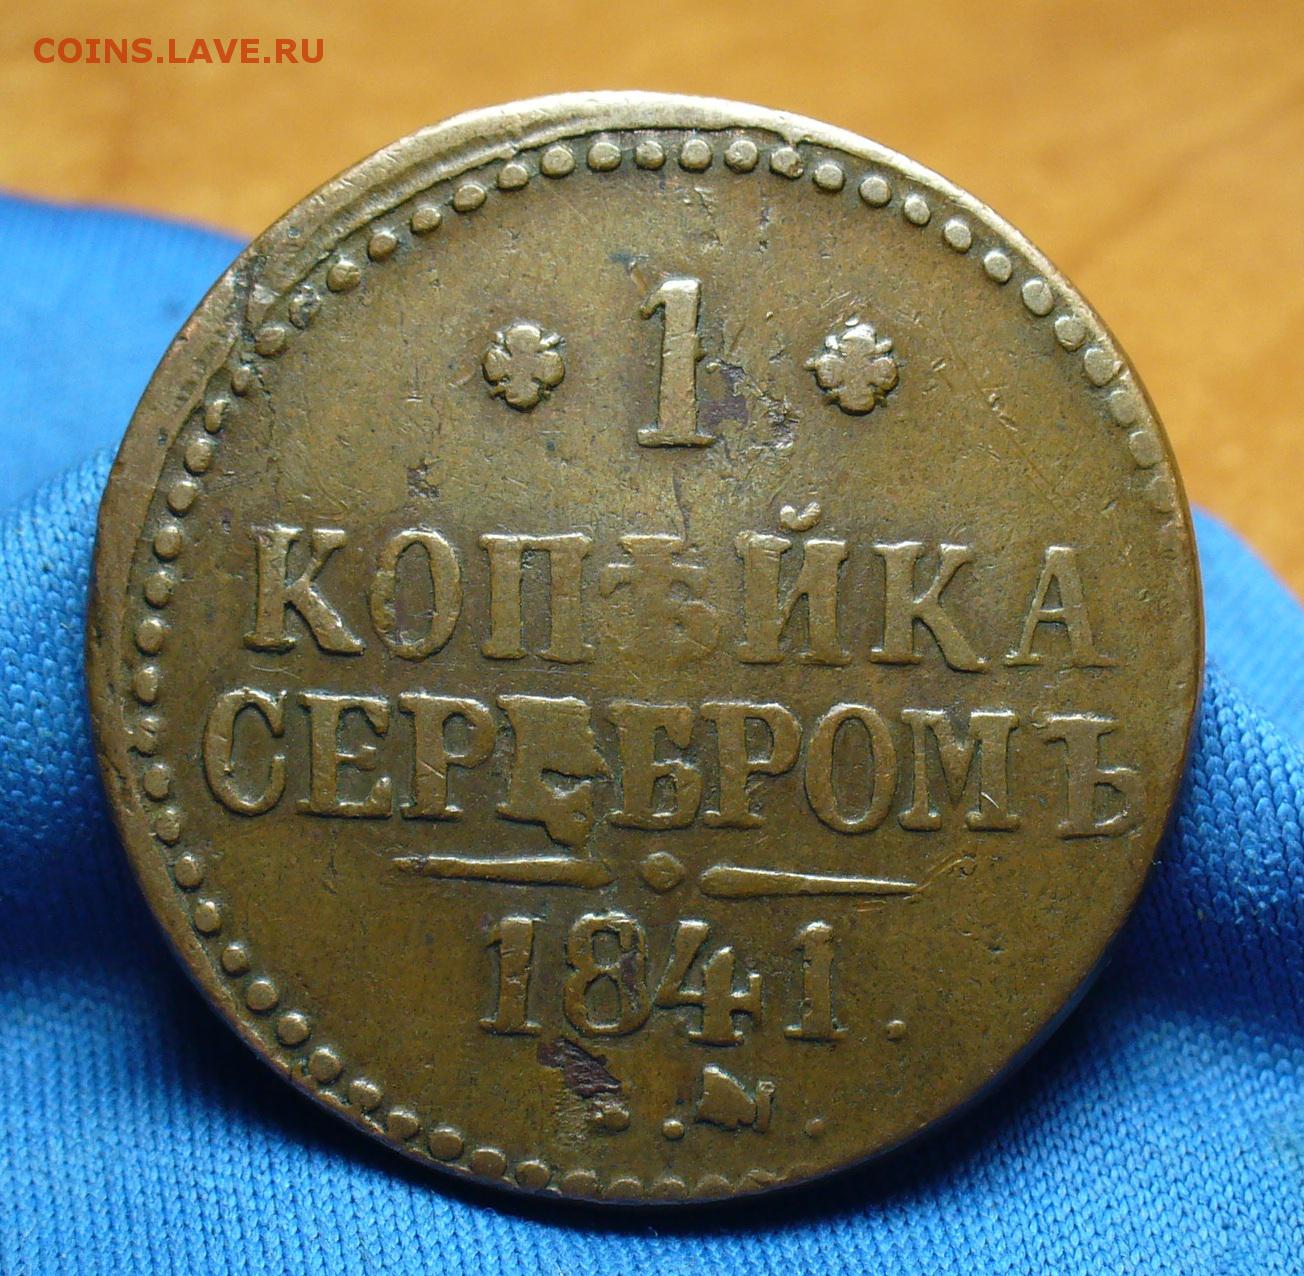 COINS.LAVE.RU
1
КОПѢЙКА
СЕРЕБРОМЪ
1841.